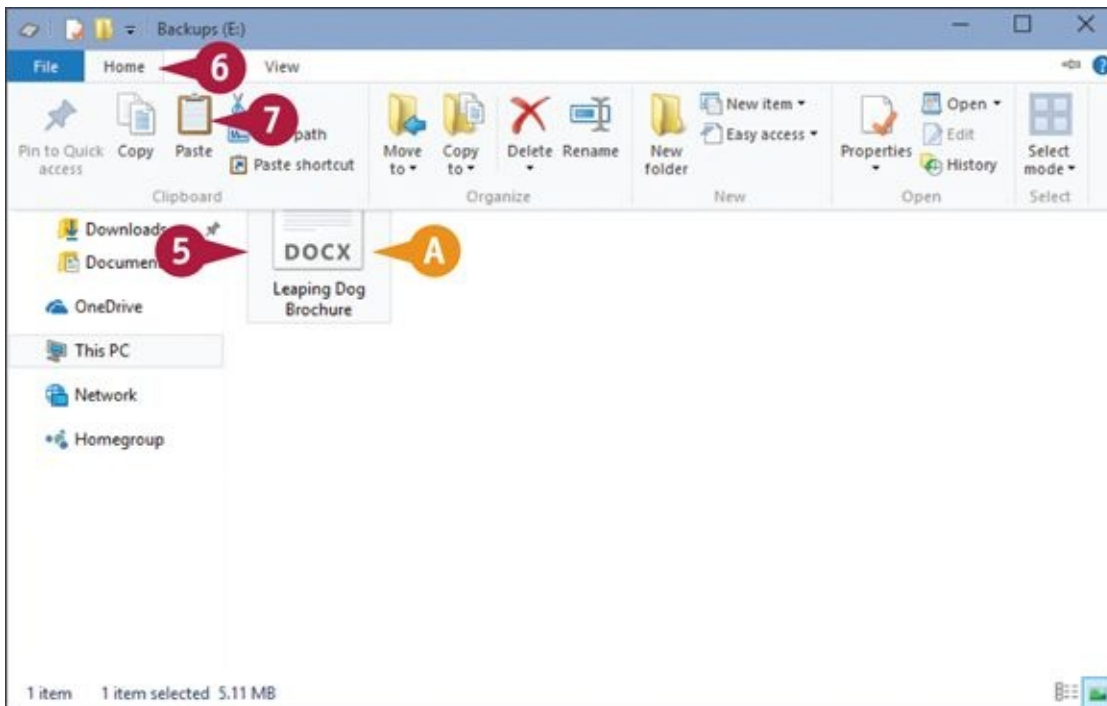 Backups (E:)
File Home 6 View
Pin to Quick access Copy Paste 7 path
Paste shortcut
Move to Copy to Delete Rename
New folder New item
Easy access
Properties Open
Edit
History
Select mode
Clipboard Organize New Open Select
Downloads
5 DOCX A
OneDrive
Leaping Dog
Brochure
This PC
Network
Homegroup
1 item 1 item selected 5.11 MB